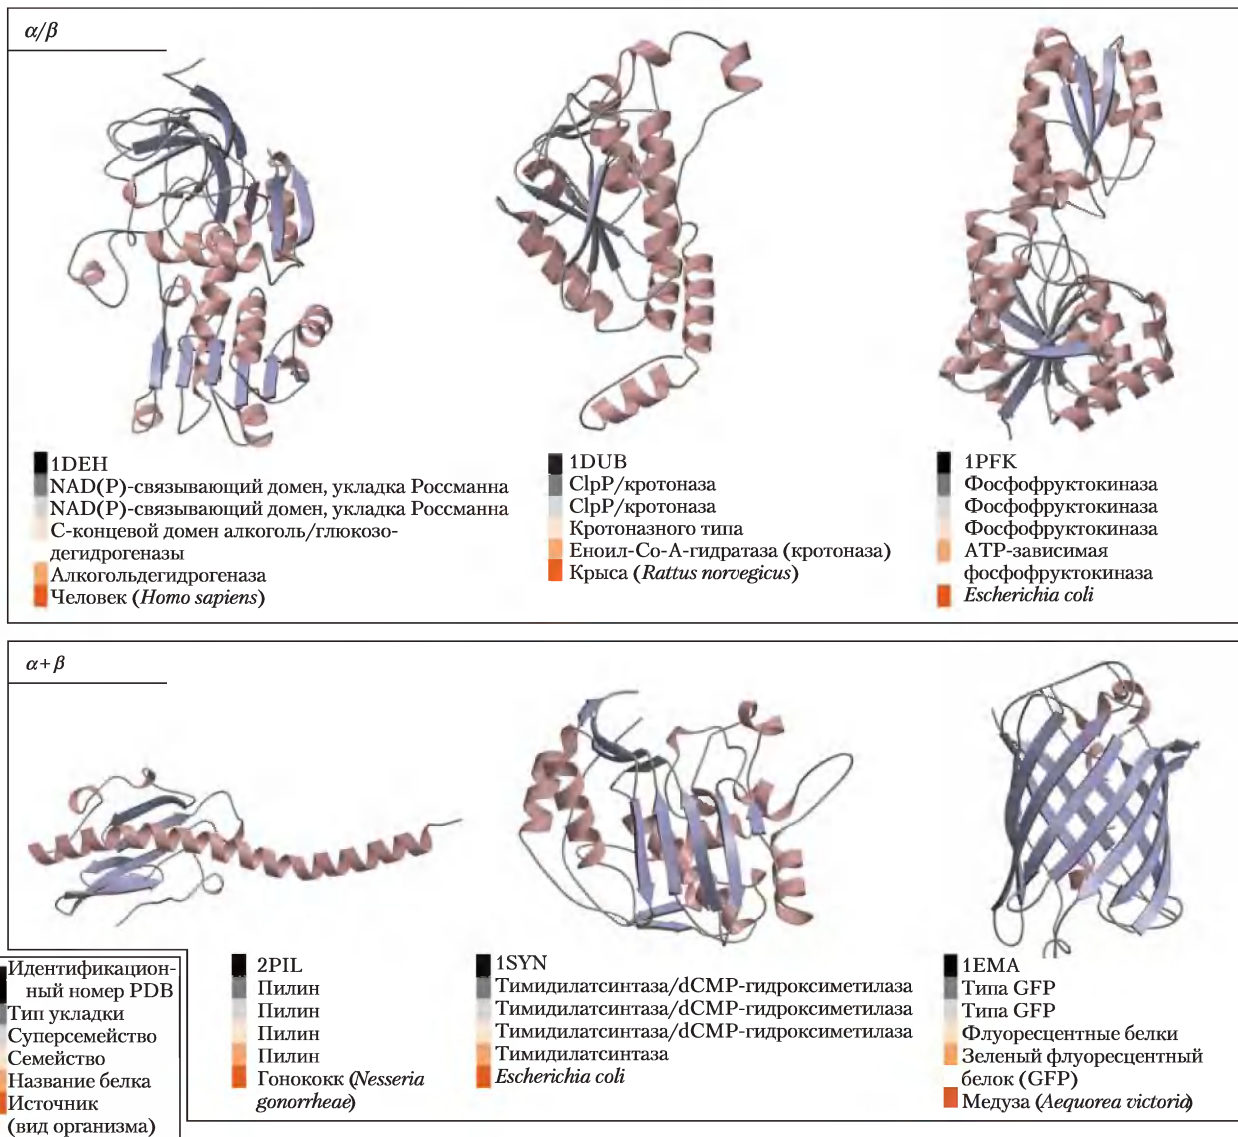 α/β
1DEH
NAD(P)-связывающий домен, укладка Россманна
NAD(P)-связывающий домен, укладка Россманна
С-концевой домен алкоголь/глюкозо-
дегидрогеназы
Алкогольдегидрогеназа
Человек (Homo sapiens)
1DUB
ClpP/кротоназа
ClpP/кротоназа
Кротоназного типа
Еноил-Со-А-гидратаза (кротоназа)
Крыса (Rattus norvegicus)
1PFK
Фосфофруктокиназа
Фосфофруктокиназа
Фосфофруктокиназа
АТР-зависимая
фосфофруктокиназа
Escherichia coli
α+β
Идентификацион-
ный номер PDB
Тип укладки
Суперсемейство
Семейство
Название белка
Источник
(вид организма)
2PIL
Пилин
Пилин
Пилин
Пилин
Гонококк (Nesseria
gonorrheae)
1SYN
Тимидилатсинтаза/dCMP-гидроксиметилаза
Тимидилатсинтаза/dCMP-гидроксиметилаза
Тимидилатсинтаза/dCMP-гидроксиметилаза
Тимидилатсинтаза
Escherichia coli
1EMA
Типа GFP
Типа GFP
Флуоресцентные белки
Зеленый флуоресцентный
белок (GFP)
Медуза (Aequorea victoria)